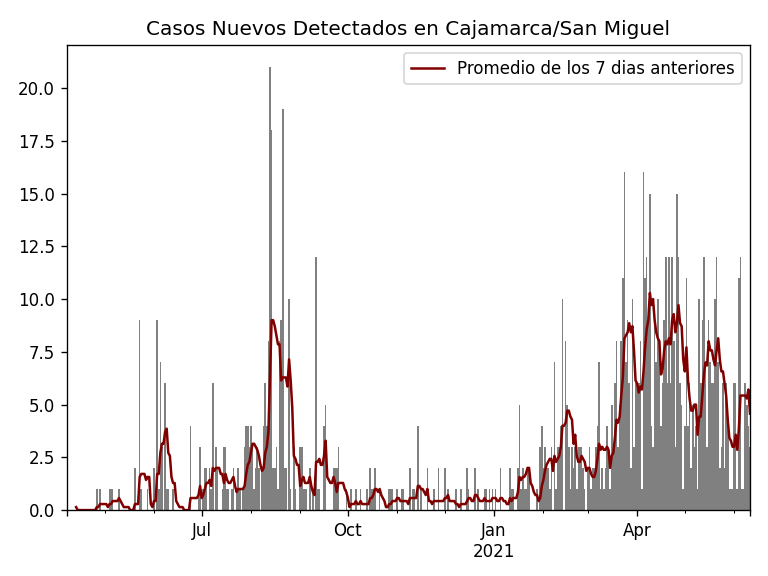 Casos Nuevos Detectados en Cajamarca/San Miguel
Promedio de los 7 dias anteriores
20.0
17.5
15.0
12.5
10.0
7.5
5.0
2.5
0.0
Jul
Oct
Jan
2021
Apr